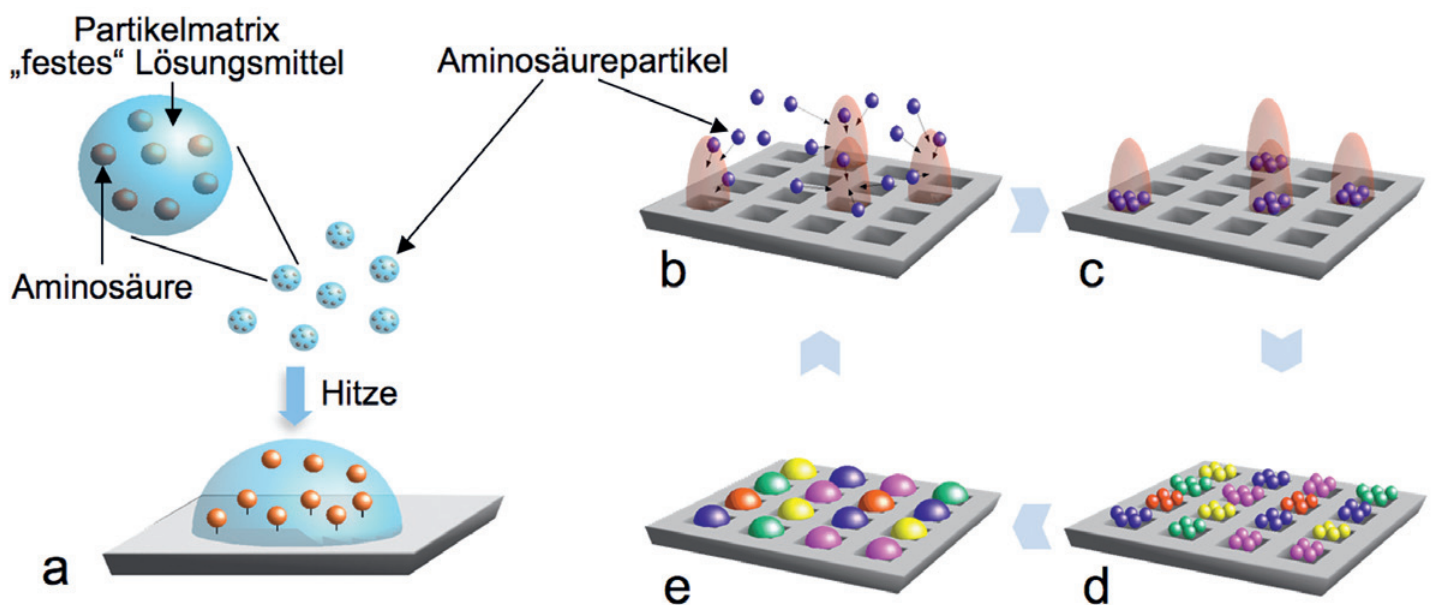 Partikelmatrix
„festes“ Lösungsmittel
Aminosäurepartikel
Aminosäure
Hitze
a
b
c
d
e